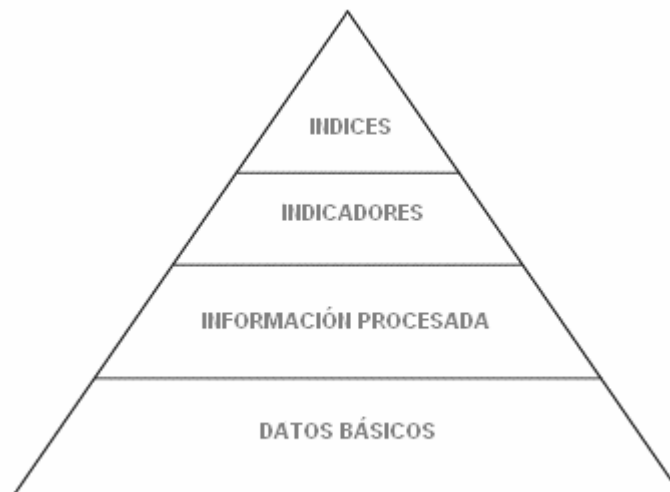 INDICES
INDICADORES
INFORMACIÓN PROCESADA
DATOS BÁSICOS